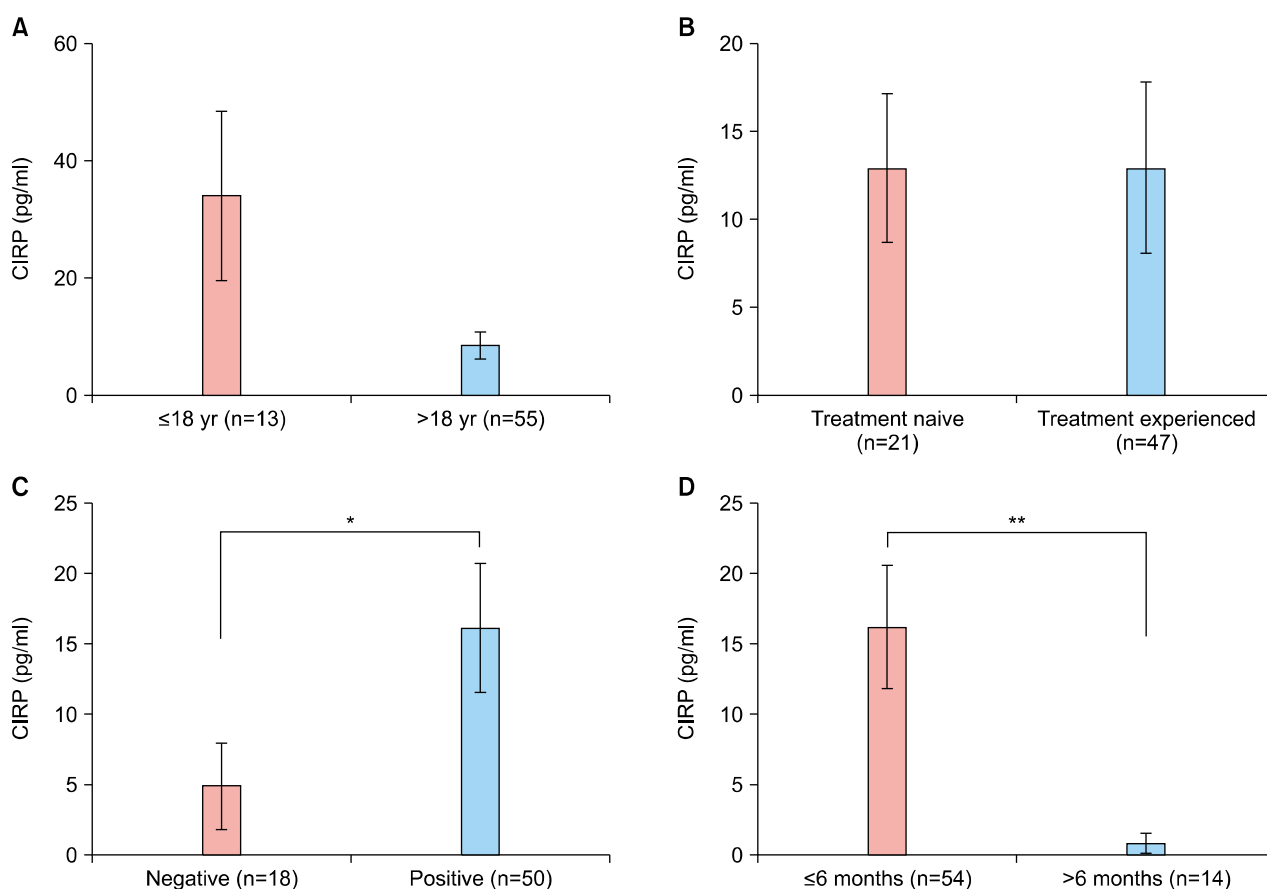 A
60
40
20
0
CIRP (pg/ml)
≤18 yr (n=13)
>18 yr (n=55)
B
20
15
10
5
0
CIRP (pg/ml)
Treatment naive
(n=21)
Treatment experienced
(n=47)
C
25
20
15
10
5
0
CIRP (pg/ml)
*
Negative (n=18)
Positive (n=50)
D
25
20
15
10
5
0
CIRP (pg/ml)
**
≤6 months (n=54)
>6 months (n=14)